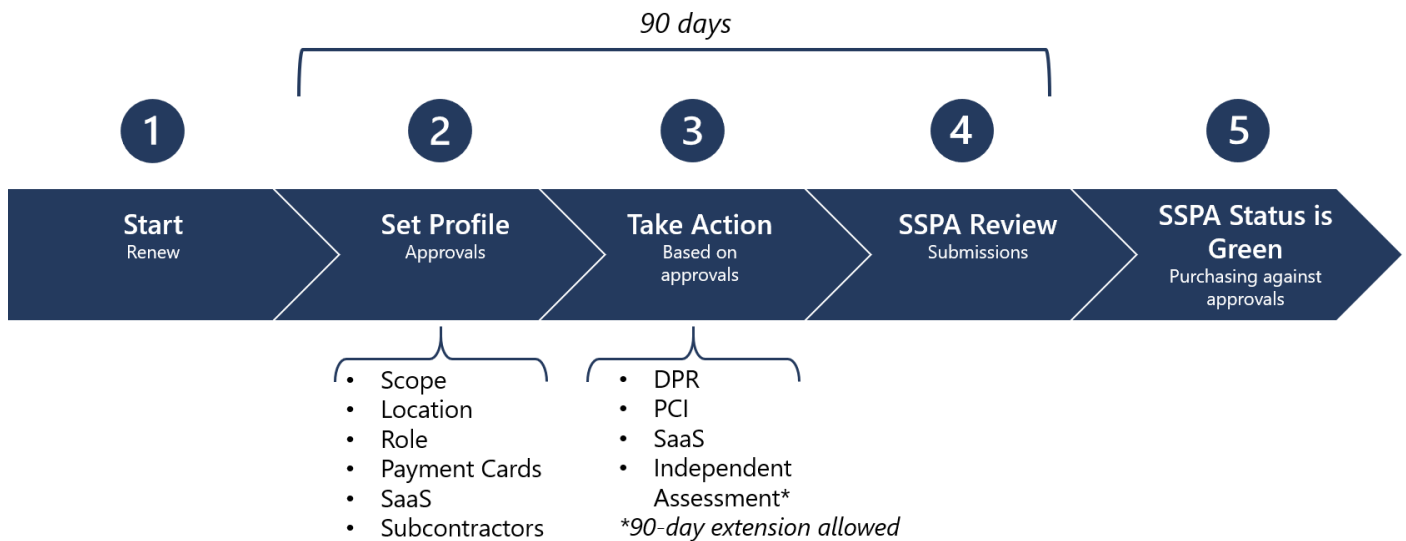 90 days
1
2
3
4
5
Start
Renew
Set Profile
Approvals
Take Action
Based on
approvals
SSPA Review
Submissions
SSPA Status is
Green
Purchasing against
approvals
• Scope
• Location
• Role
• Payment Cards
• SaaS
• Subcontractors
• DPR
• PCI
• SaaS
• Independent
Assessment*
*90-day extension allowed